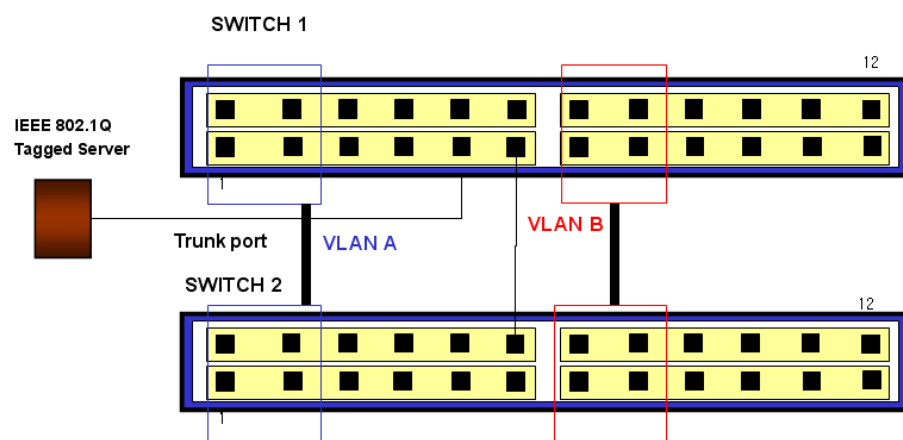 SWITCH 1
12
IEEE 802.1Q
Tagged Server
1
Trunk port
VLAN A
VLAN B
SWITCH 2
12
1